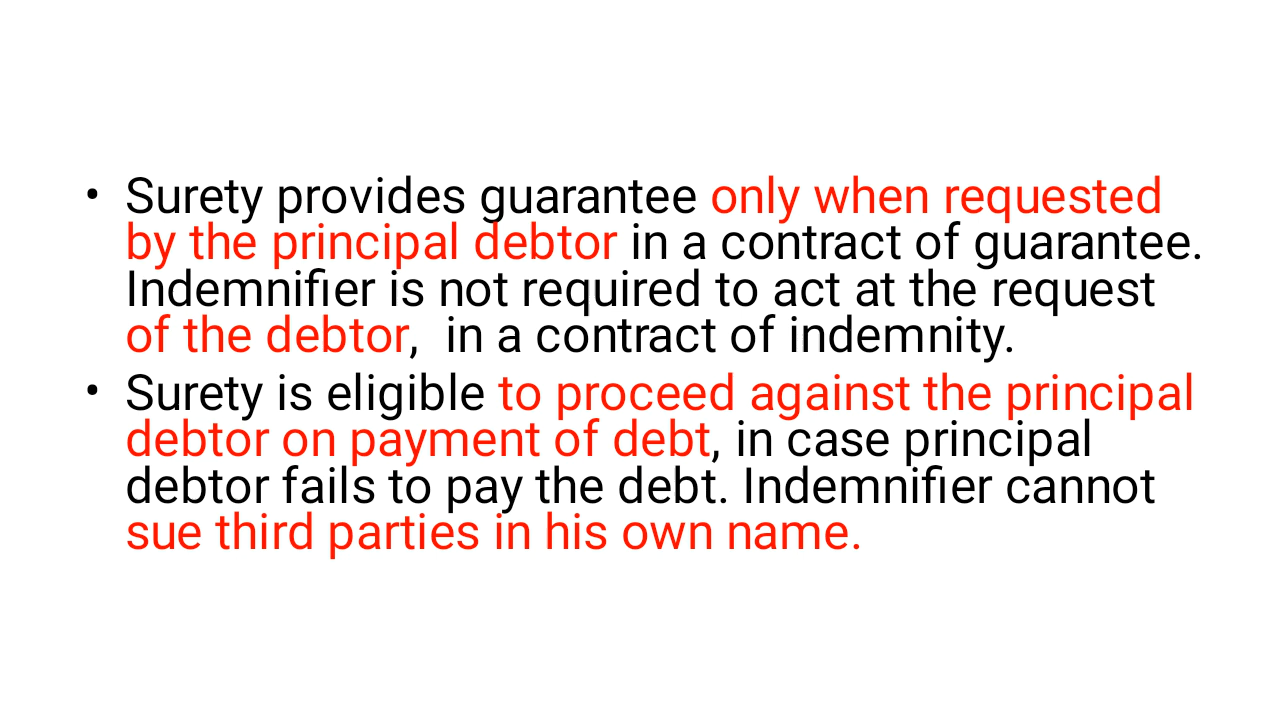 • Surety provides guarantee only when requested
by the principal debtor in a contract of guarantee.
Indemnifier is not required to act at the request
of the debtor,  in a contract of indemnity.
• Surety is eligible to proceed against the principal
debtor on payment of debt, in case principal
debtor fails to pay the debt. Indemnifier cannot
sue third parties in his own name.